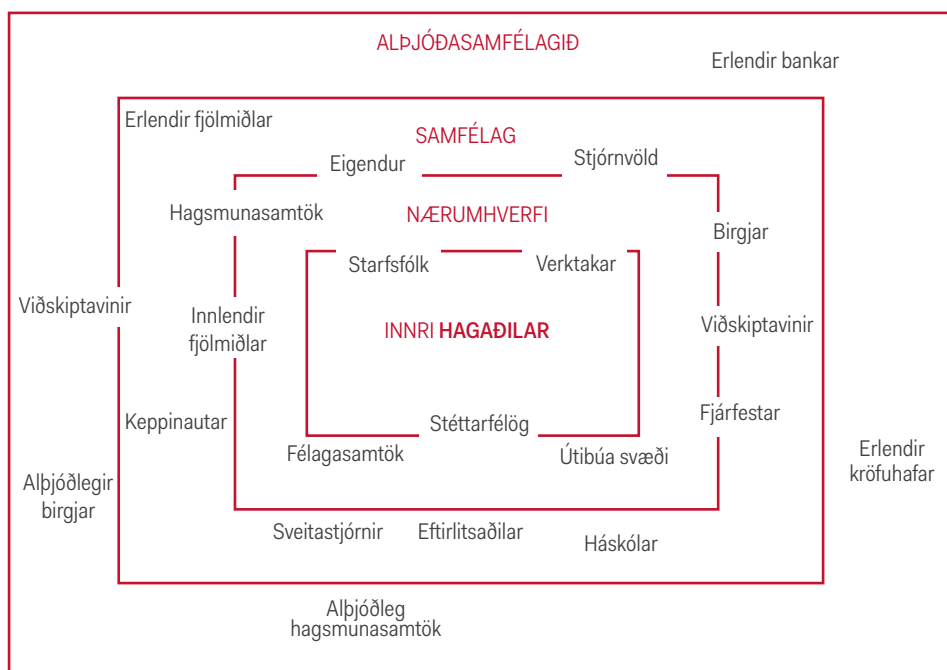 ALÞJÓÐASAMFÉLAGIÐ
Erlendir bankar
Erlendir fjölmiðlar
SAMFÉLAG
Eigendur
Stjórnvöld
Hagsmunasamtök
NÆRUMHVERFI
Birgjar
Starfsfólk
Verktakar
Viðskiptavinir
Innlendir
fjölmiðlar
INNRI HAGAÐILAR
Viðskiptavinir
Keppinautar
Stéttarfélög
Fjárfestar
Félagasamtök
Útibúa svæði
Erlendir
kröfuhafar
Alþjóðlegir
birgjar
Sveitastjórnir
Eftirlitsaðilar
Háskólar
Alþjóðleg
hagsmunasamtök